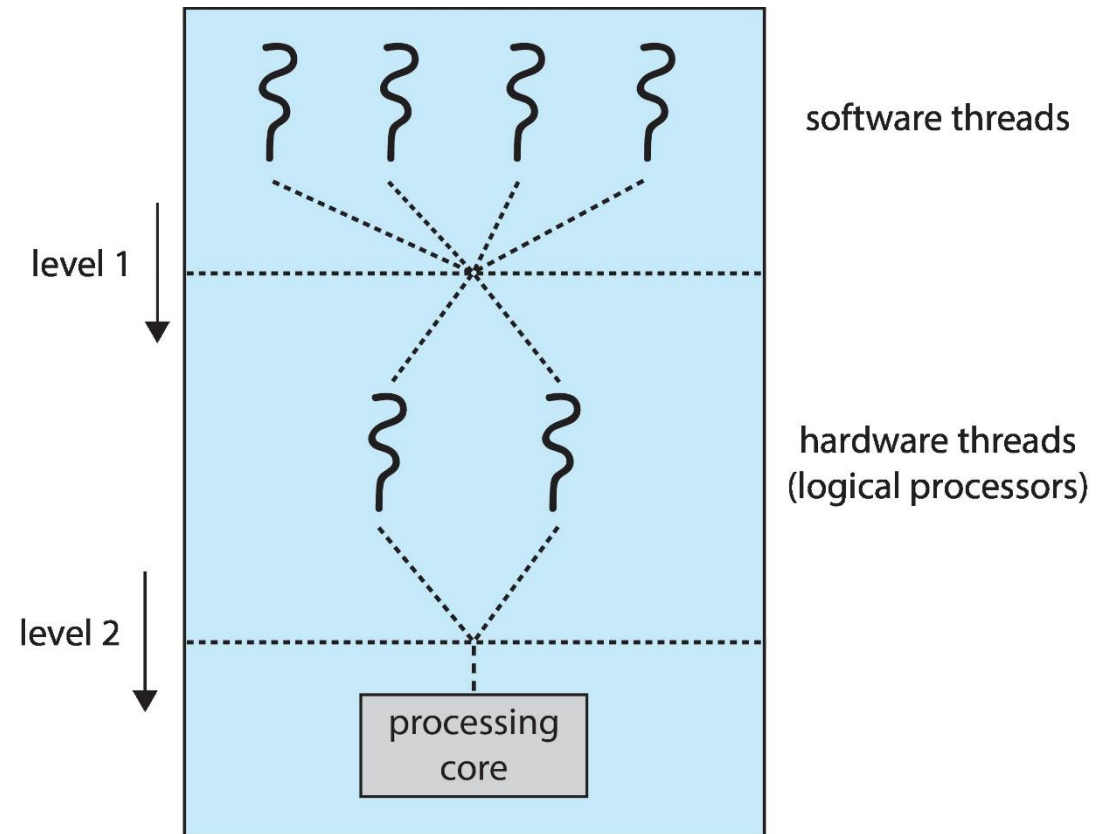 software threads
level 1
hardware threads
(logical processors)
level 2
processing
core